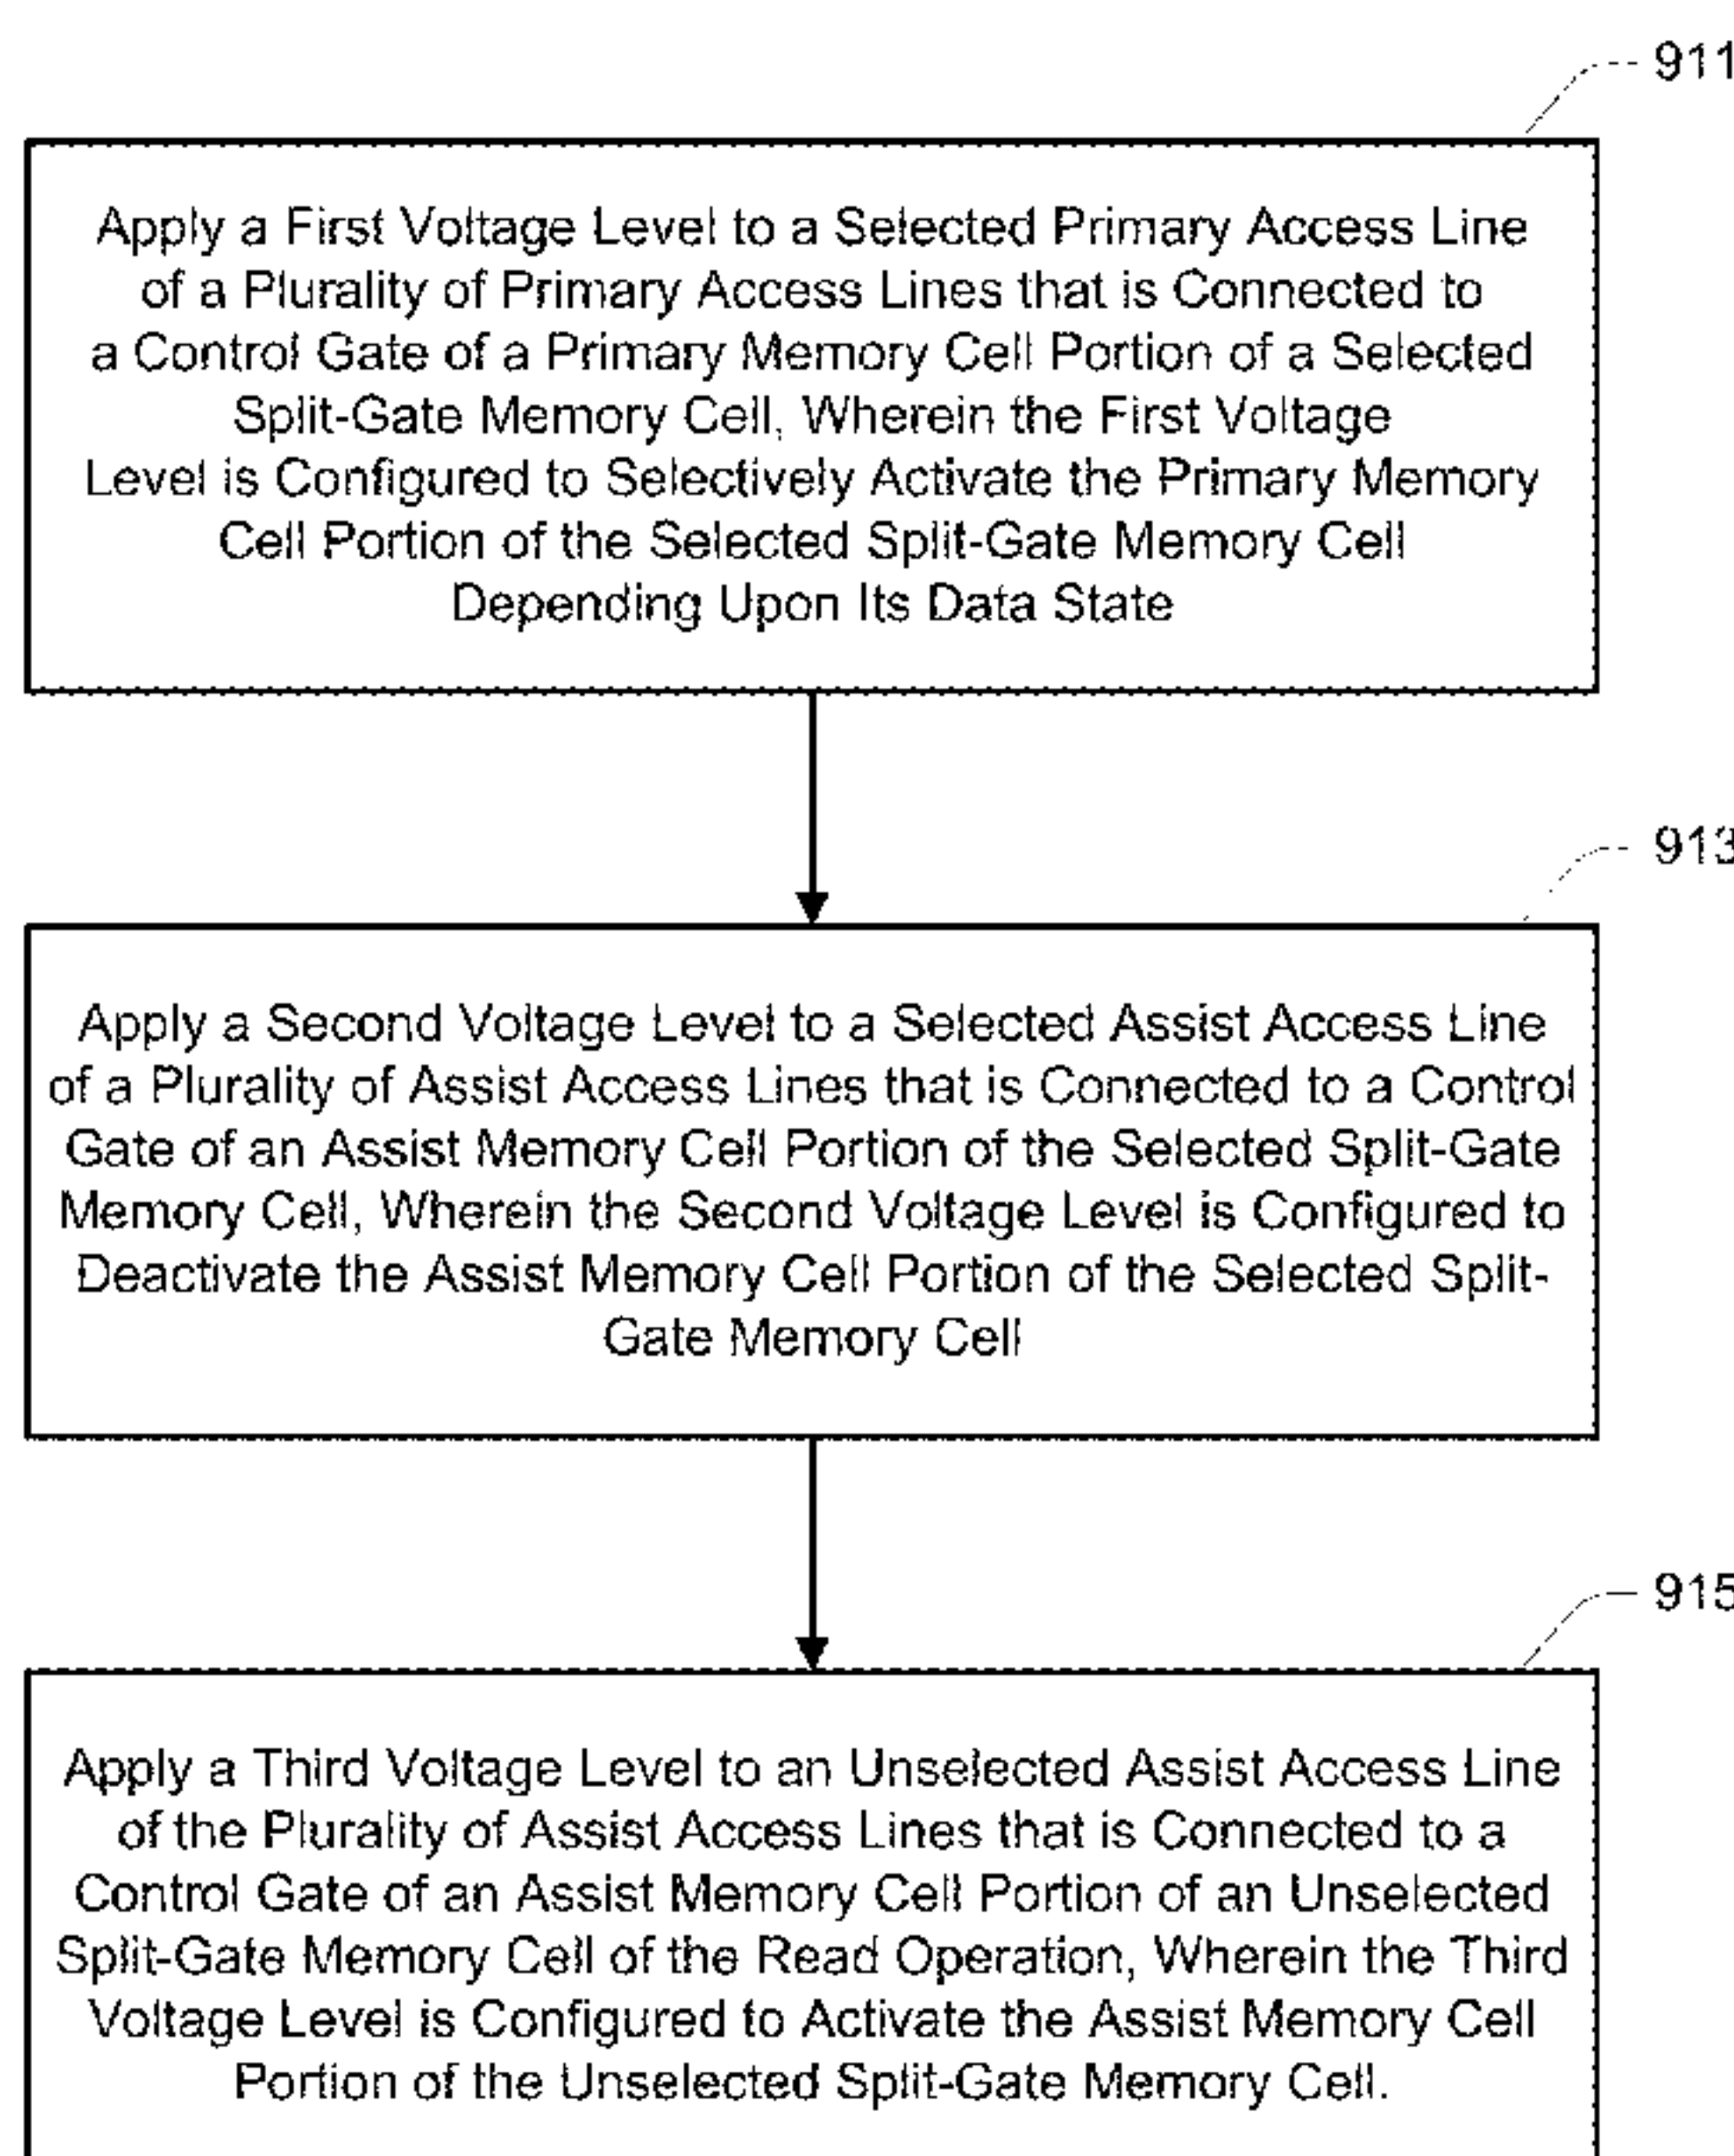 911
Apply a First Voltage Level to a Selected Primary Access Line
of a Plurality of Primary Access Lines that is Connected to
a Control Gate of a Primary Memory Cell Portion of a Selected
Split-Gate Memory Cell, Wherein the First Voltage
Level is Configured to Selectively Activate the Primary Memory
Cell Portion of the Selected Split-Gate Memory Cell
Depending Upon Its Data State
913
Apply a Second Voltage Level to a Selected Assist Access Line
of a Plurality of Assist Access Lines that is Connected to a Control
Gate of an Assist Memory Cell Portion of the Selected Split-Gate
Memory Cell, Wherein the Second Voltage Level is Configured to
Deactivate the Assist Memory Cell Portion of the Selected Split-
Gate Memory Cell
915
Apply a Third Voltage Level to an Unselected Assist Access Line
of the Plurality of Assist Access Lines that is Connected to a
Control Gate of an Assist Memory Cell Portion of an Unselected
Split-Gate Memory Cell of the Read Operation, Wherein the Third
Voltage Level is Configured to Activate the Assist Memory Cell
Portion of the Unselected Split-Gate Memory Cell.